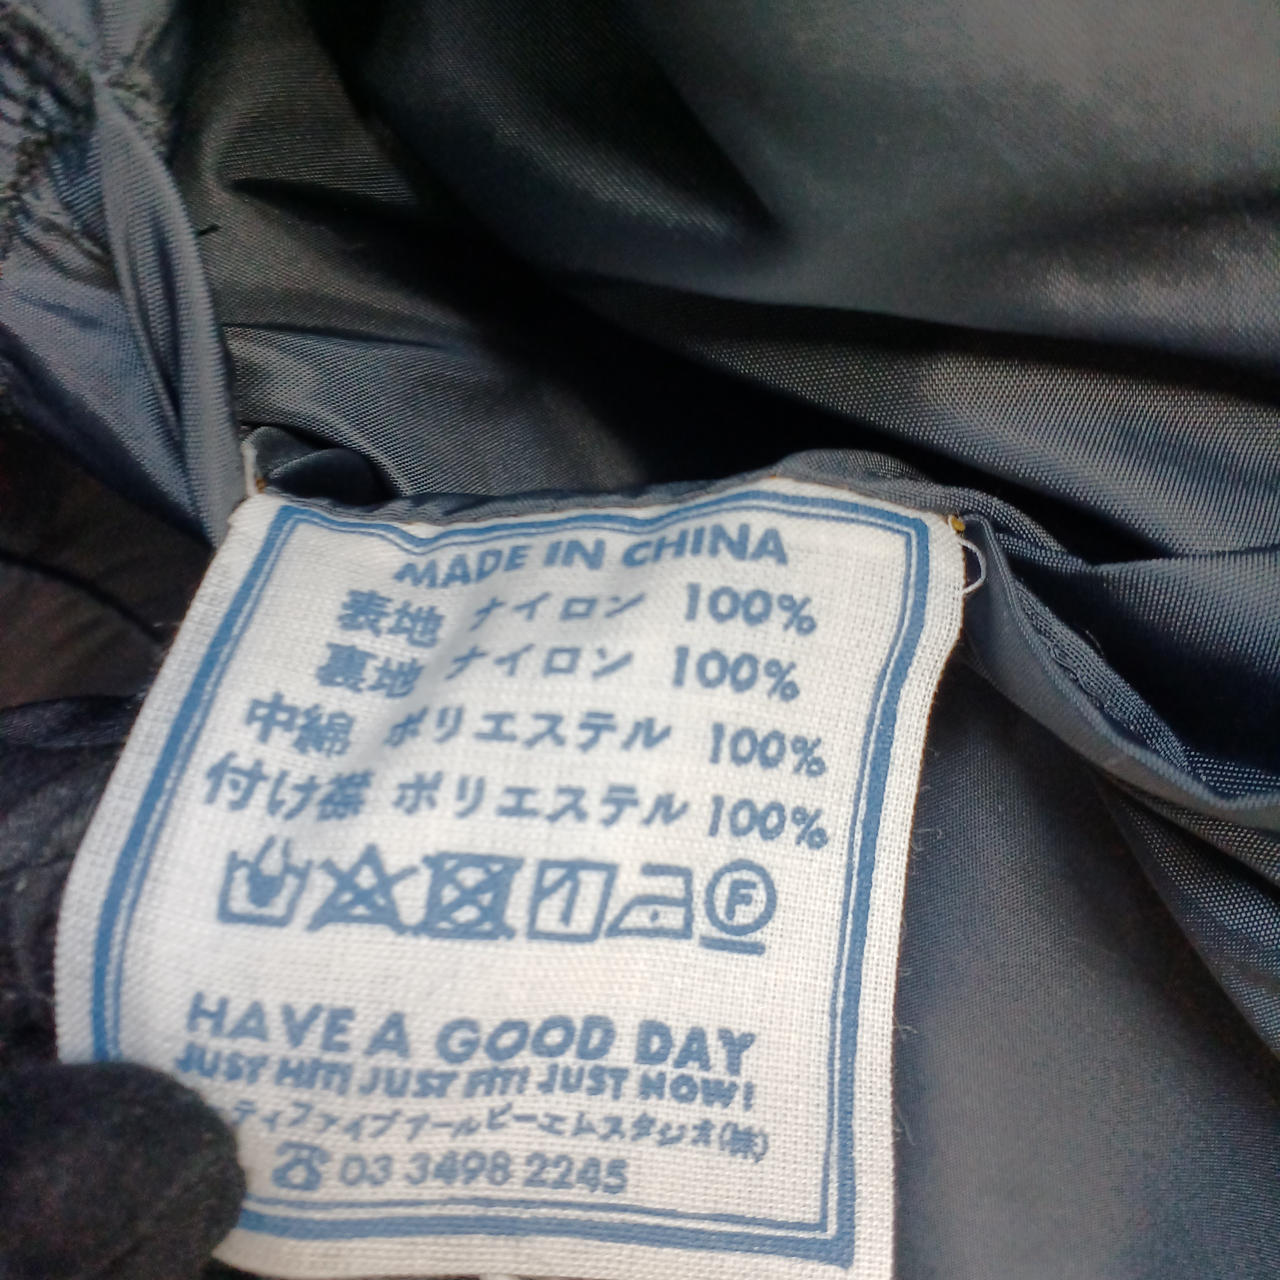 MADE IN CHINA
表地 ナイロン 100%
裏地 ナイロン 100%
中綿 ポリエステル 100%
付け襟 ポリエステル 100%
F
HAVE A GOOD DAY
JUST HIT! JUST FIT! JUST NOW!
ティファイブアールピーエムスタジオ(株)
☎ 03 3498 2245